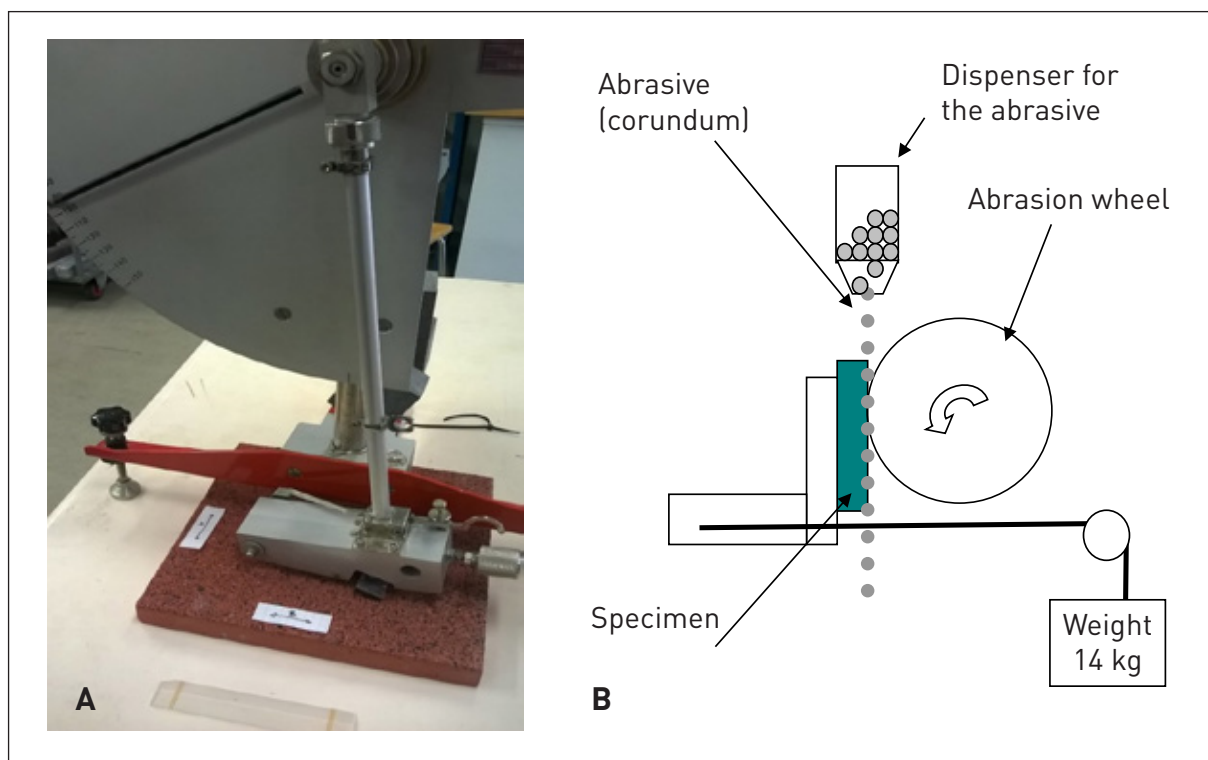 Abrasive
(corundum)
Dispenser for
the abrasive
Abrasion wheel
Specimen
Weight
14 kg
A
B